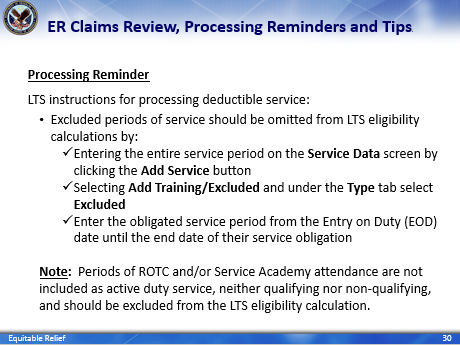 ER Claims Review, Processing Reminders and Tips.
Processing Reminder
LTS instructions for processing deductible service:
• Excluded periods of service should be omitted from LTS eligibility
calculations by:
✓Entering the entire service period on the Service Data screen by
clicking the Add Service button
✓Selecting Add Training/Excluded and under the Type tab select
Excluded
✓Enter the obligated service period from the Entry on Duty (EOD)
date until the end date of their service obligation
Note: Periods of ROTC and/or Service Academy attendance are not
included as active duty service, neither qualifying nor non-qualifying,
and should be excluded from the LTS eligibility calculation.
Equitable Relief 30